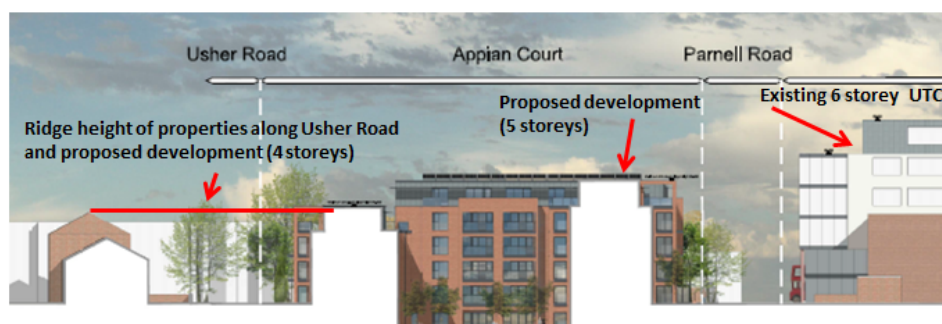 Usher Road
Appian Court
Parnell Road
Ridge height of properties along Usher Road
and proposed development (4 storeys)
Proposed development
(5 storeys)
Existing 6 storey UTC